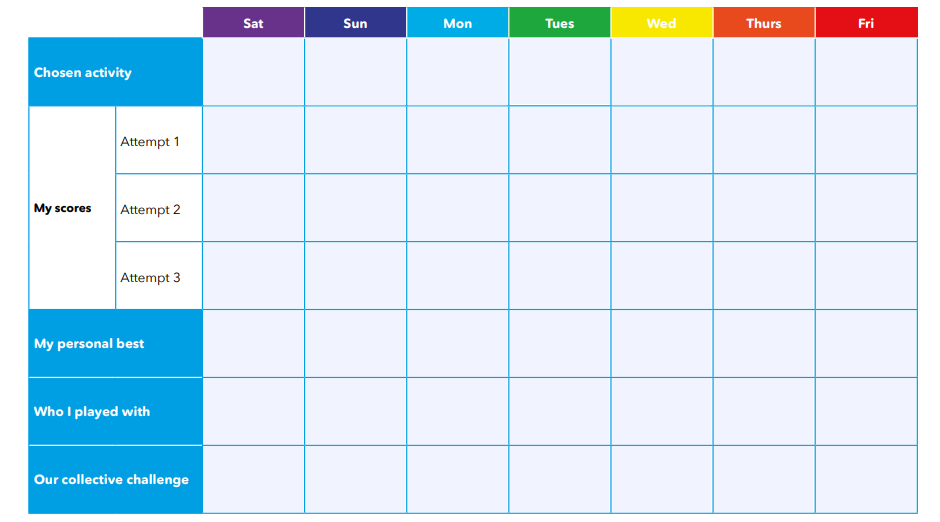 Sat Sun Mon Tues Wed Thurs Fri
Chosen activity
Attempt 1
My scores
Attempt 2
Attempt 3
My personal best
Who I played with
Our collective challenge